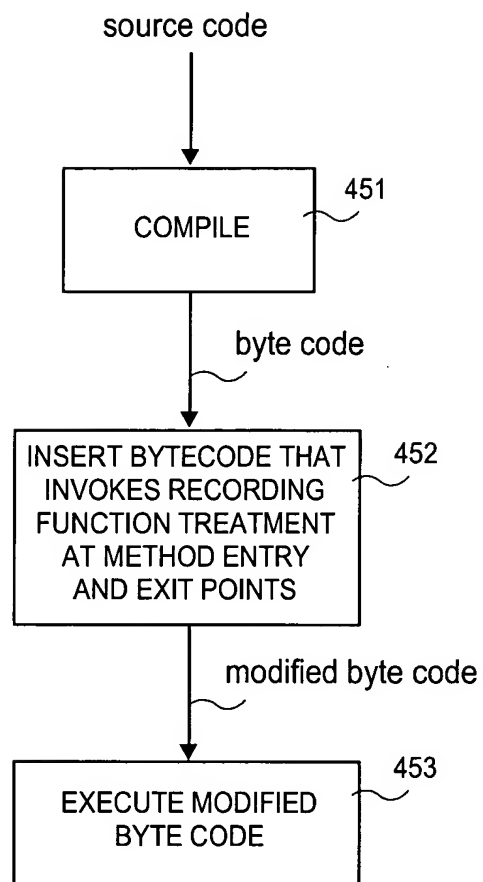 source code
COMPILE
451
byte code
INSERT BYTECODE THAT
INVOKES RECORDING
FUNCTION TREATMENT
AT METHOD ENTRY
AND EXIT POINTS
452
modified byte code
EXECUTE MODIFIED
BYTE CODE
453